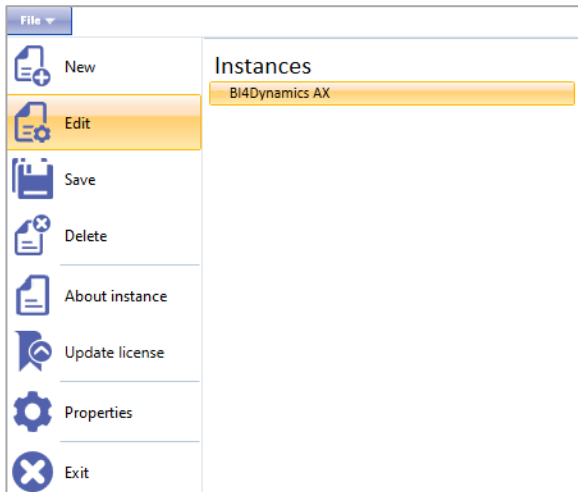 File
New
Edit
Save
Delete
About instance
Update license
Properties
Exit
Instances
BI4Dynamics AX